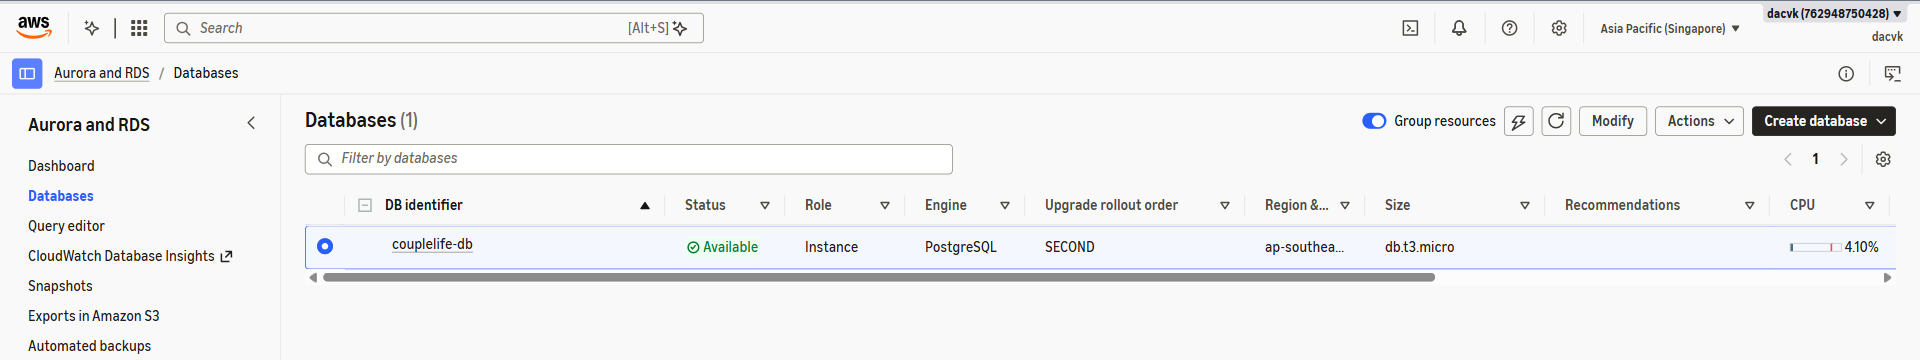 aws
Search
[Alt+S]
Asia Pacific (Singapore)
dacvk (762948750428)
dacvk
Aurora and RDS / Databases
Aurora and RDS
Dashboard
Databases
Query editor
CloudWatch Database Insights
Snapshots
Exports in Amazon S3
Automated backups
Databases (1)
Group resources
Modify
Actions
Create database
Filter by databases
1
DB identifier Status Role Engine Upgrade rollout order Region &... Size Recommendations CPU
couplelife-db Available Instance PostgreSQL SECOND ap-southea... db.t3.micro 4.10%